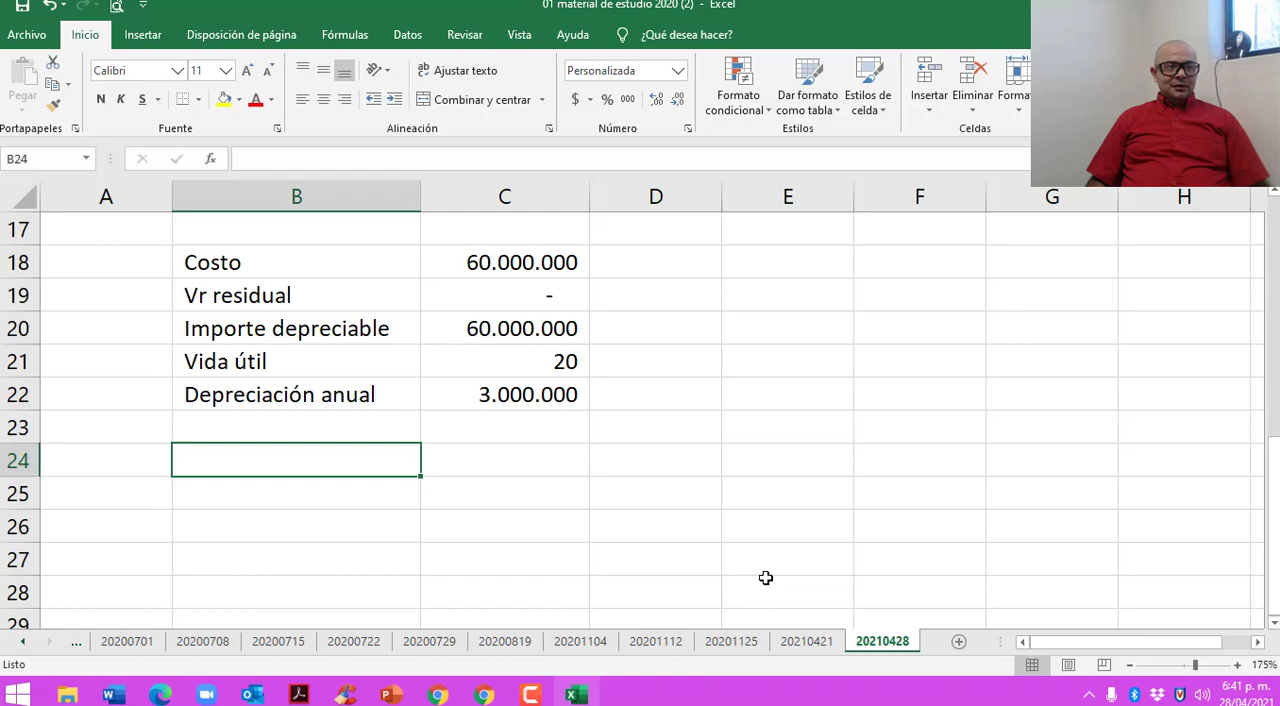 01 material de estudio 2020 (2) - Excel
Archivo Inicio Insertar Disposición de página Fórmulas Datos Revisar Vista Ayuda ¿Qué desea hacer?
Pegar
Portapapeles
Calibri 11
N K S
Fuente
Ajustar texto
Combinar y centrar
Alineación
Personalizada
$ % 000
Número
Formato condicional
Dar formato como tabla
Estilos de celda
Estilos
Insertar Eliminar Format
Celdas
B24 fx
A B C D E F G H
17
18 Costo 60.000.000
19 Vr residual -
20 Importe depreciable 60.000.000
21 Vida útil 20
22 Depreciación anual 3.000.000
23
24
25
26
27
28
29
... 20200701 20200708 20200715 20200722 20200729 20200819 20201104 20201112 20201125 20210421 20210428
Listo 175%
6:41 p. m.
28/04/2021